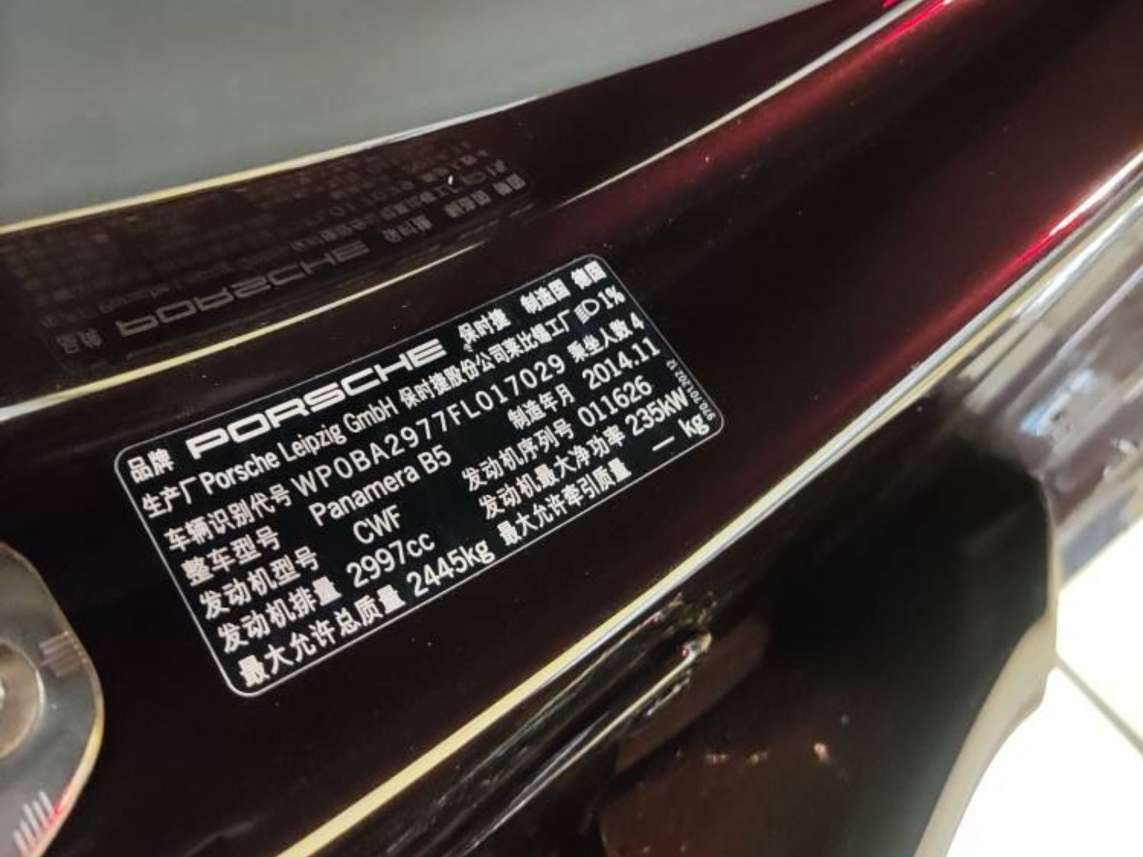 品牌 PORSCHE 保时捷 制造国 德国
生产厂 Porsche Leipzig GmbH 保时捷股份公司莱比锡工厂 1%
车辆识别代号 WP0BA2977FL017029 乘坐人数 4
整车型号 Panamera B5 制造年月 2014.11
发动机型号 CWF 发动机序列号 011626
发动机排量 2997cc 发动机最大净功率 235kW
最大允许总质量 2445kg 最大允许牵引质量 — kg
PORSCHE